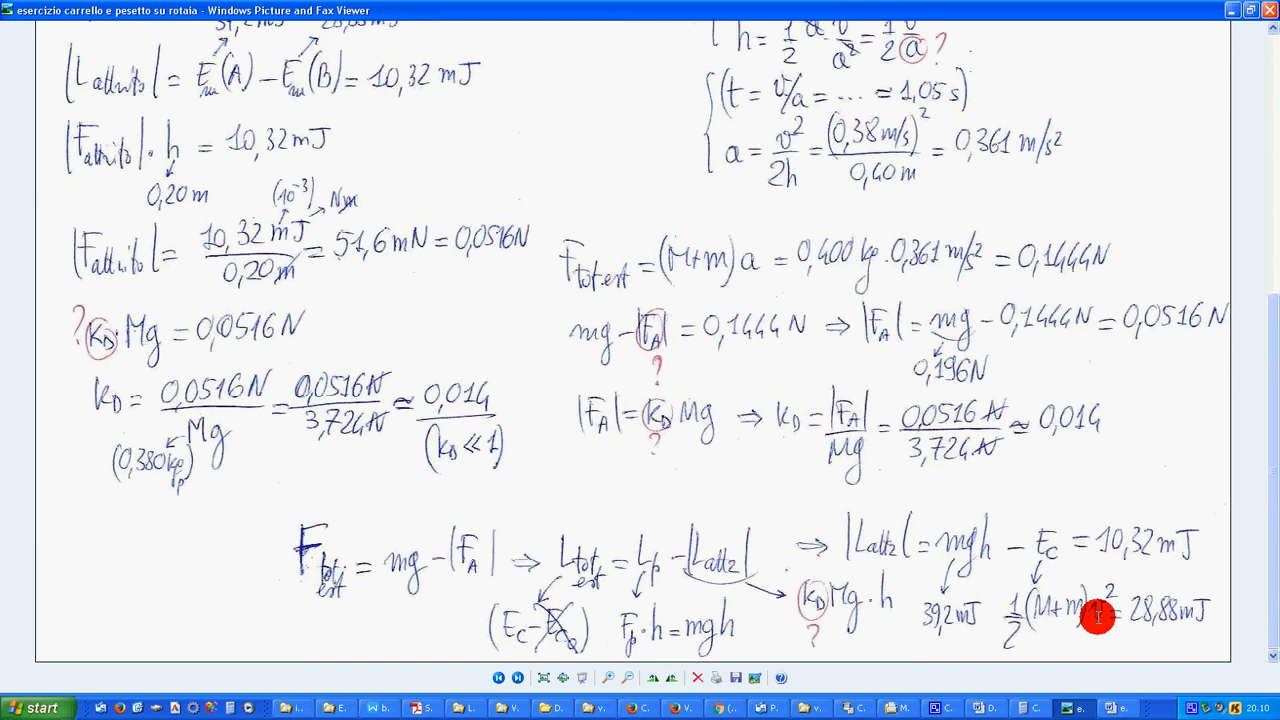 esercizio carrello e pesetto su rotaia - Windows Picture and Fax Viewer
|Lattrito| = Em(A) - Em(B) = 10,32 mJ
|Fattrito| · h = 10,32 mJ
0,20 m
(10⁻³) Nm
|Fattrito| = 10,32 mJ / 0,20 m = 51,6 mN = 0,0516 N
? kD · Mg = 0,0516 N
kD = 0,0516 N / Mg = 0,0516 N / 3,724 N ≃ 0,014
(0,380 kg) (kD ≪ 1)
h = 1/2 a v²/a² = 1/2 v²/a ?
(t = v/a = ... ≃ 1,05 s)
a = v²/2h = (0,38 m/s)² / 0,40 m = 0,361 m/s²
Ftot est = (M+m) a = 0,400 kg · 0,361 m/s² = 0,1444 N
mg - |FA| = 0,1444 N ⇒ |FA| = mg - 0,1444 N = 0,0516 N
? 0,196 N
|FA| = kD Mg ⇒ kD = |FA| / Mg = 0,0516 N / 3,724 N ≃ 0,014
?
Ftot est = mg - |FA| ⇒ Ltot est = Lp - |Latt2| ⇒ |Latt2| = mgh - Ec = 10,32 mJ
(Ec - Ec0) Fp · h = mgh kD Mg · h 39,2 mJ 1/2 (M+m) v² = 28,88 mJ
?
start
20.10